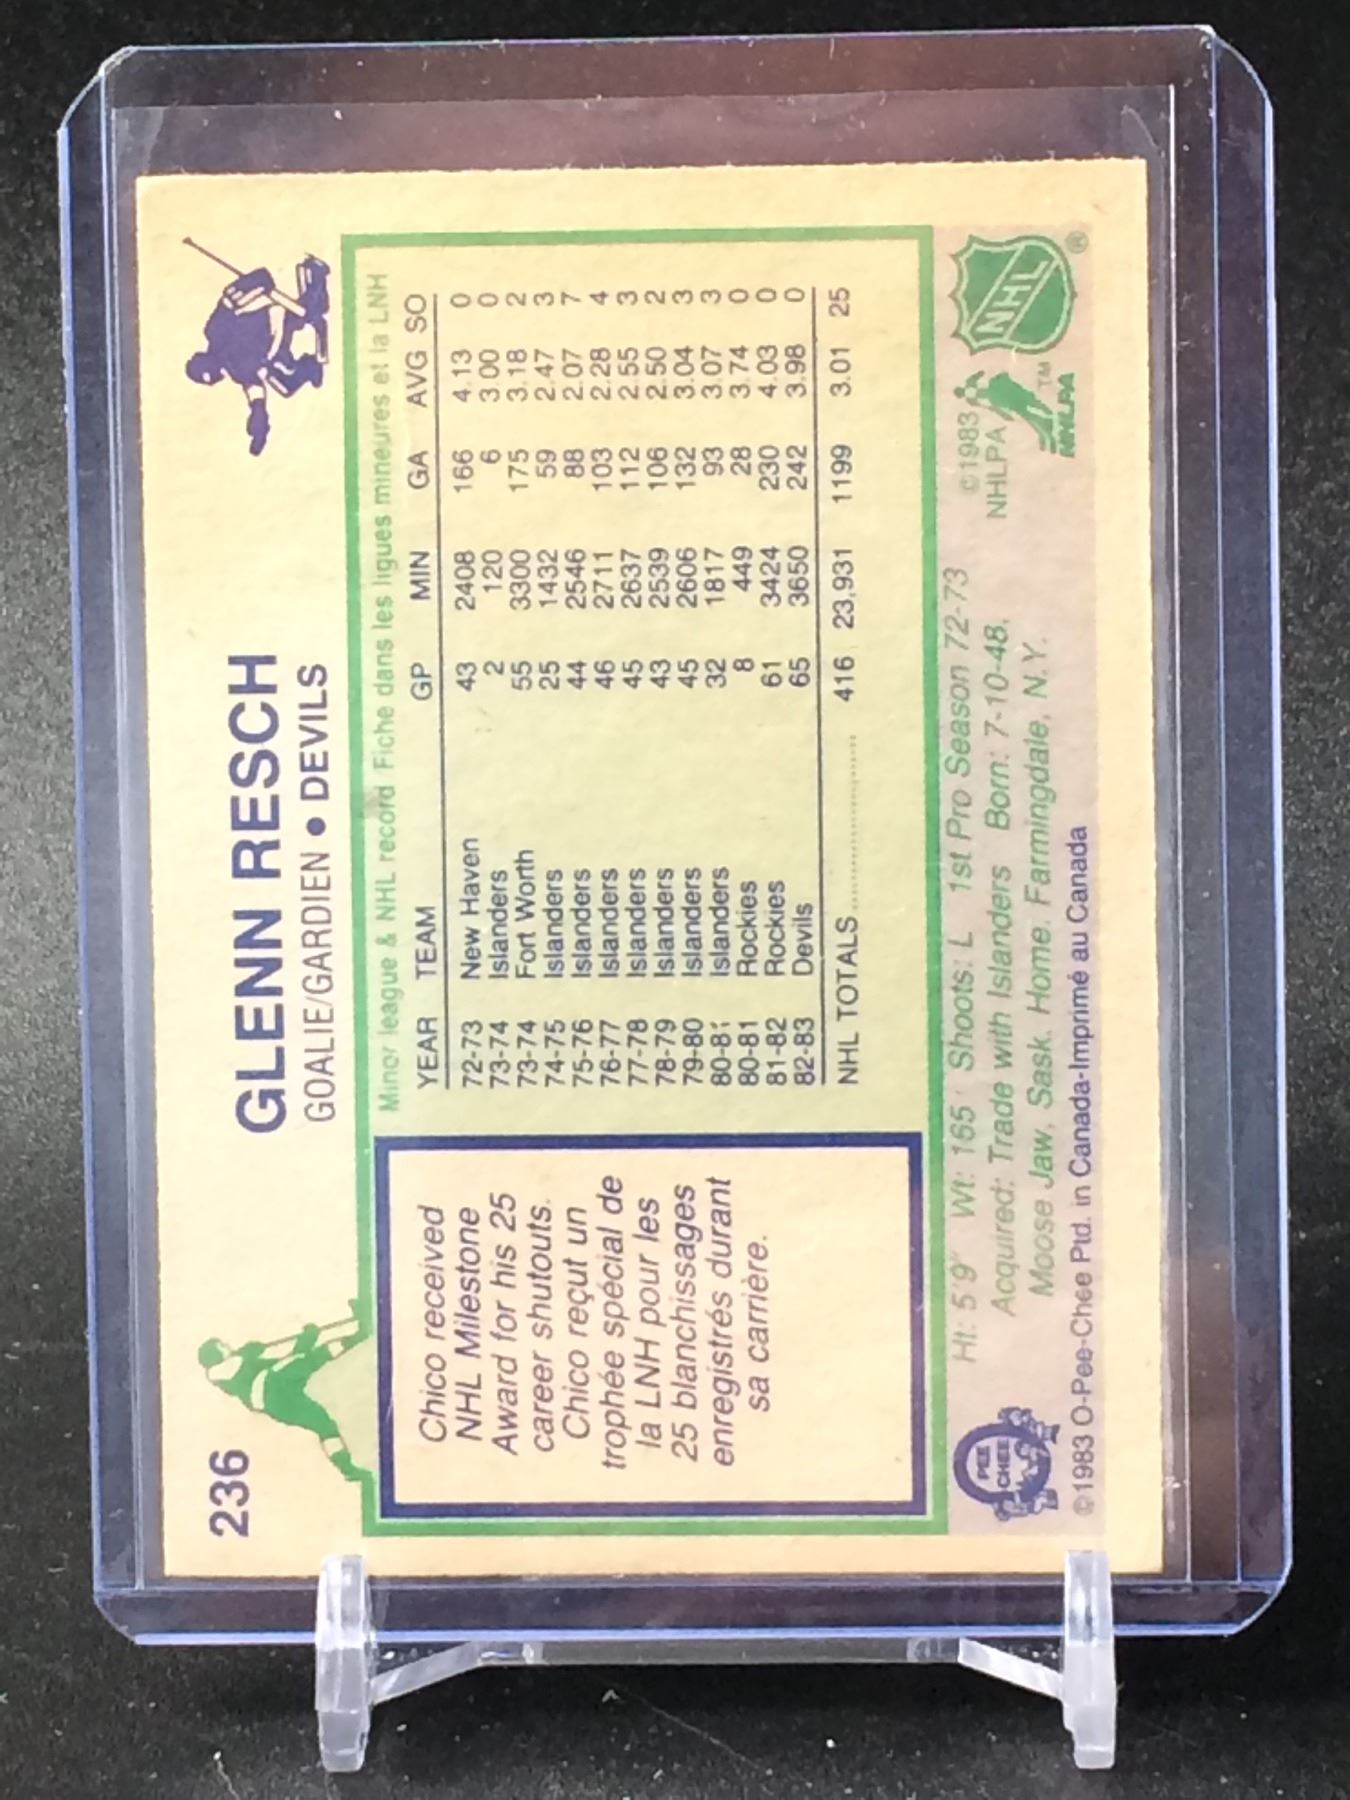 236
GLENN RESCH
GOALIE/GARDIEN • DEVILS
Chico received
NHL Milestone
Award for his 25
career shutouts.
Chico reçut un
trophée spécial de
la LNH pour les
25 blanchisssages
enregistrés durant
sa carrière.
Minor league & NHL record Fiche dans les ligues mineures et la LNH
YEAR TEAM GP MIN GA AVG SO
72-73 New Haven 43 2408 166 4.13 0
73-74 Islanders 2 120 6 3.00 0
73-74 Fort Worth 55 3300 175 3.18 2
74-75 Islanders 25 1432 59 2.47 3
75-76 Islanders 44 2546 88 2.07 7
76-77 Islanders 46 2711 103 2.28 4
77-78 Islanders 45 2637 112 2.55 3
78-79 Islanders 43 2539 106 2.50 2
79-80 Islanders 45 2606 132 3.04 3
80-81 Islanders 32 1817 93 3.07 3
80-81 Rockies 8 449 28 3.74 0
81-82 Rockies 61 3424 230 4.03 0
82-83 Devils 65 3650 242 3.98 0
NHL TOTALS 416 23,931 1199 3.01 25
Ht: 5'9" Wt: 165 Shoots: L 1st Pro Season 72-73
Acquired: Trade with Islanders Born: 7-10-48,
Moose Jaw, Sask. Home: Farmingdale, N.Y.
©1983
NHLPA
NHLPA TM
NHL ®
PEE
CHEE
©1983 O-Pee-Chee Ptd. in Canada-Imprimé au Canada